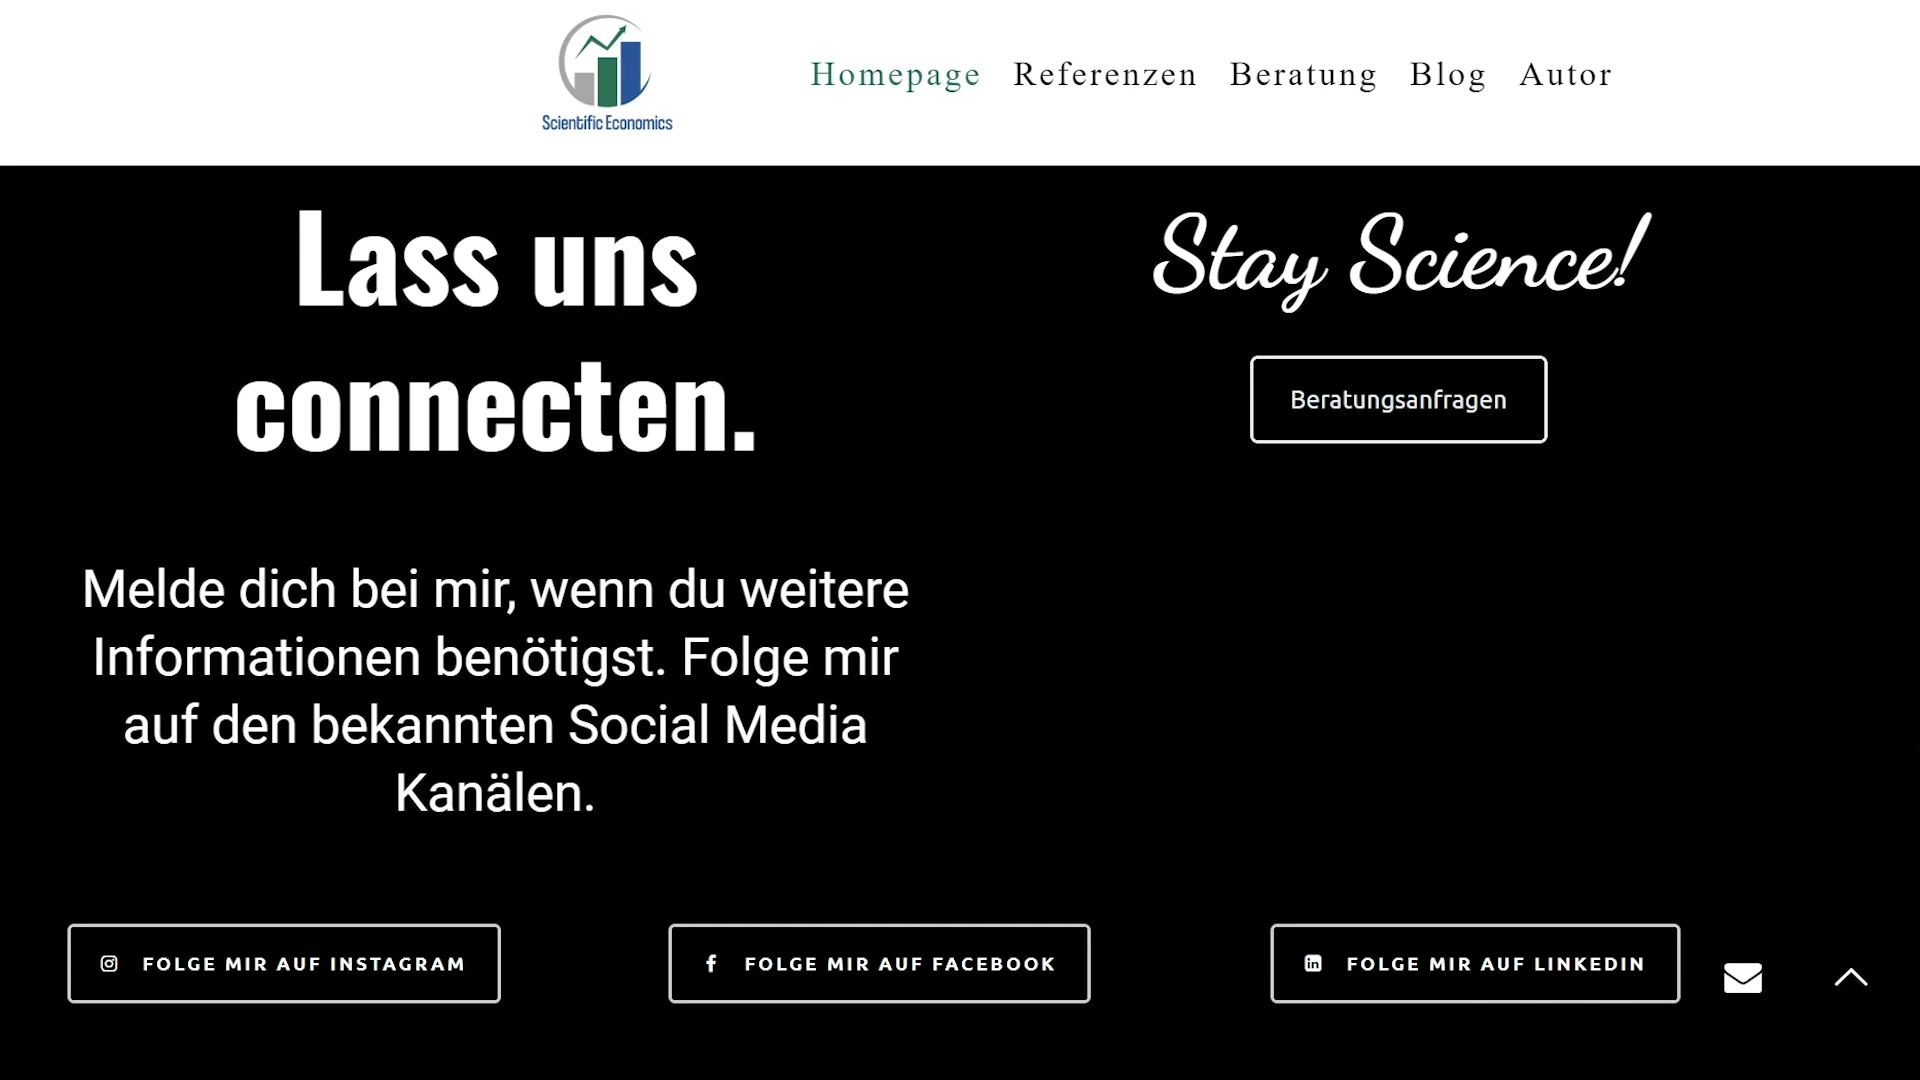 Scientific Economics
Homepage Referenzen Beratung Blog Autor
Lass uns
connecten.
Stay Science!
Beratungsanfragen
Melde dich bei mir, wenn du weitere
Informationen benötigst. Folge mir
auf den bekannten Social Media
Kanälen.
FOLGE MIR AUF INSTAGRAM
FOLGE MIR AUF FACEBOOK
FOLGE MIR AUF LINKEDIN